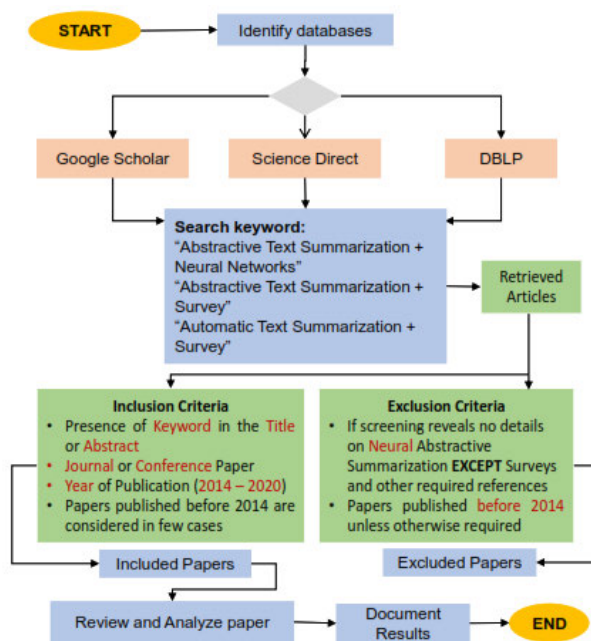 START
Identify databases
Google Scholar
Science Direct
DBLP
Search keyword:
“Abstractive Text Summarization +
Neural Networks”
“Abstractive Text Summarization +
Survey”
“Automatic Text Summarization +
Survey”
Retrieved
Articles
Inclusion Criteria
• Presence of Keyword in the Title
or Abstract
• Journal or Conference Paper
• Year of Publication (2014 – 2020)
• Papers published before 2014 are
considered in few cases
Exclusion Criteria
• If screening reveals no details
on Neural Abstractive
Summarization EXCEPT Surveys
and other required references
• Papers published before 2014
unless otherwise required
Included Papers
Excluded Papers
Review and Analyze paper
Document
Results
END